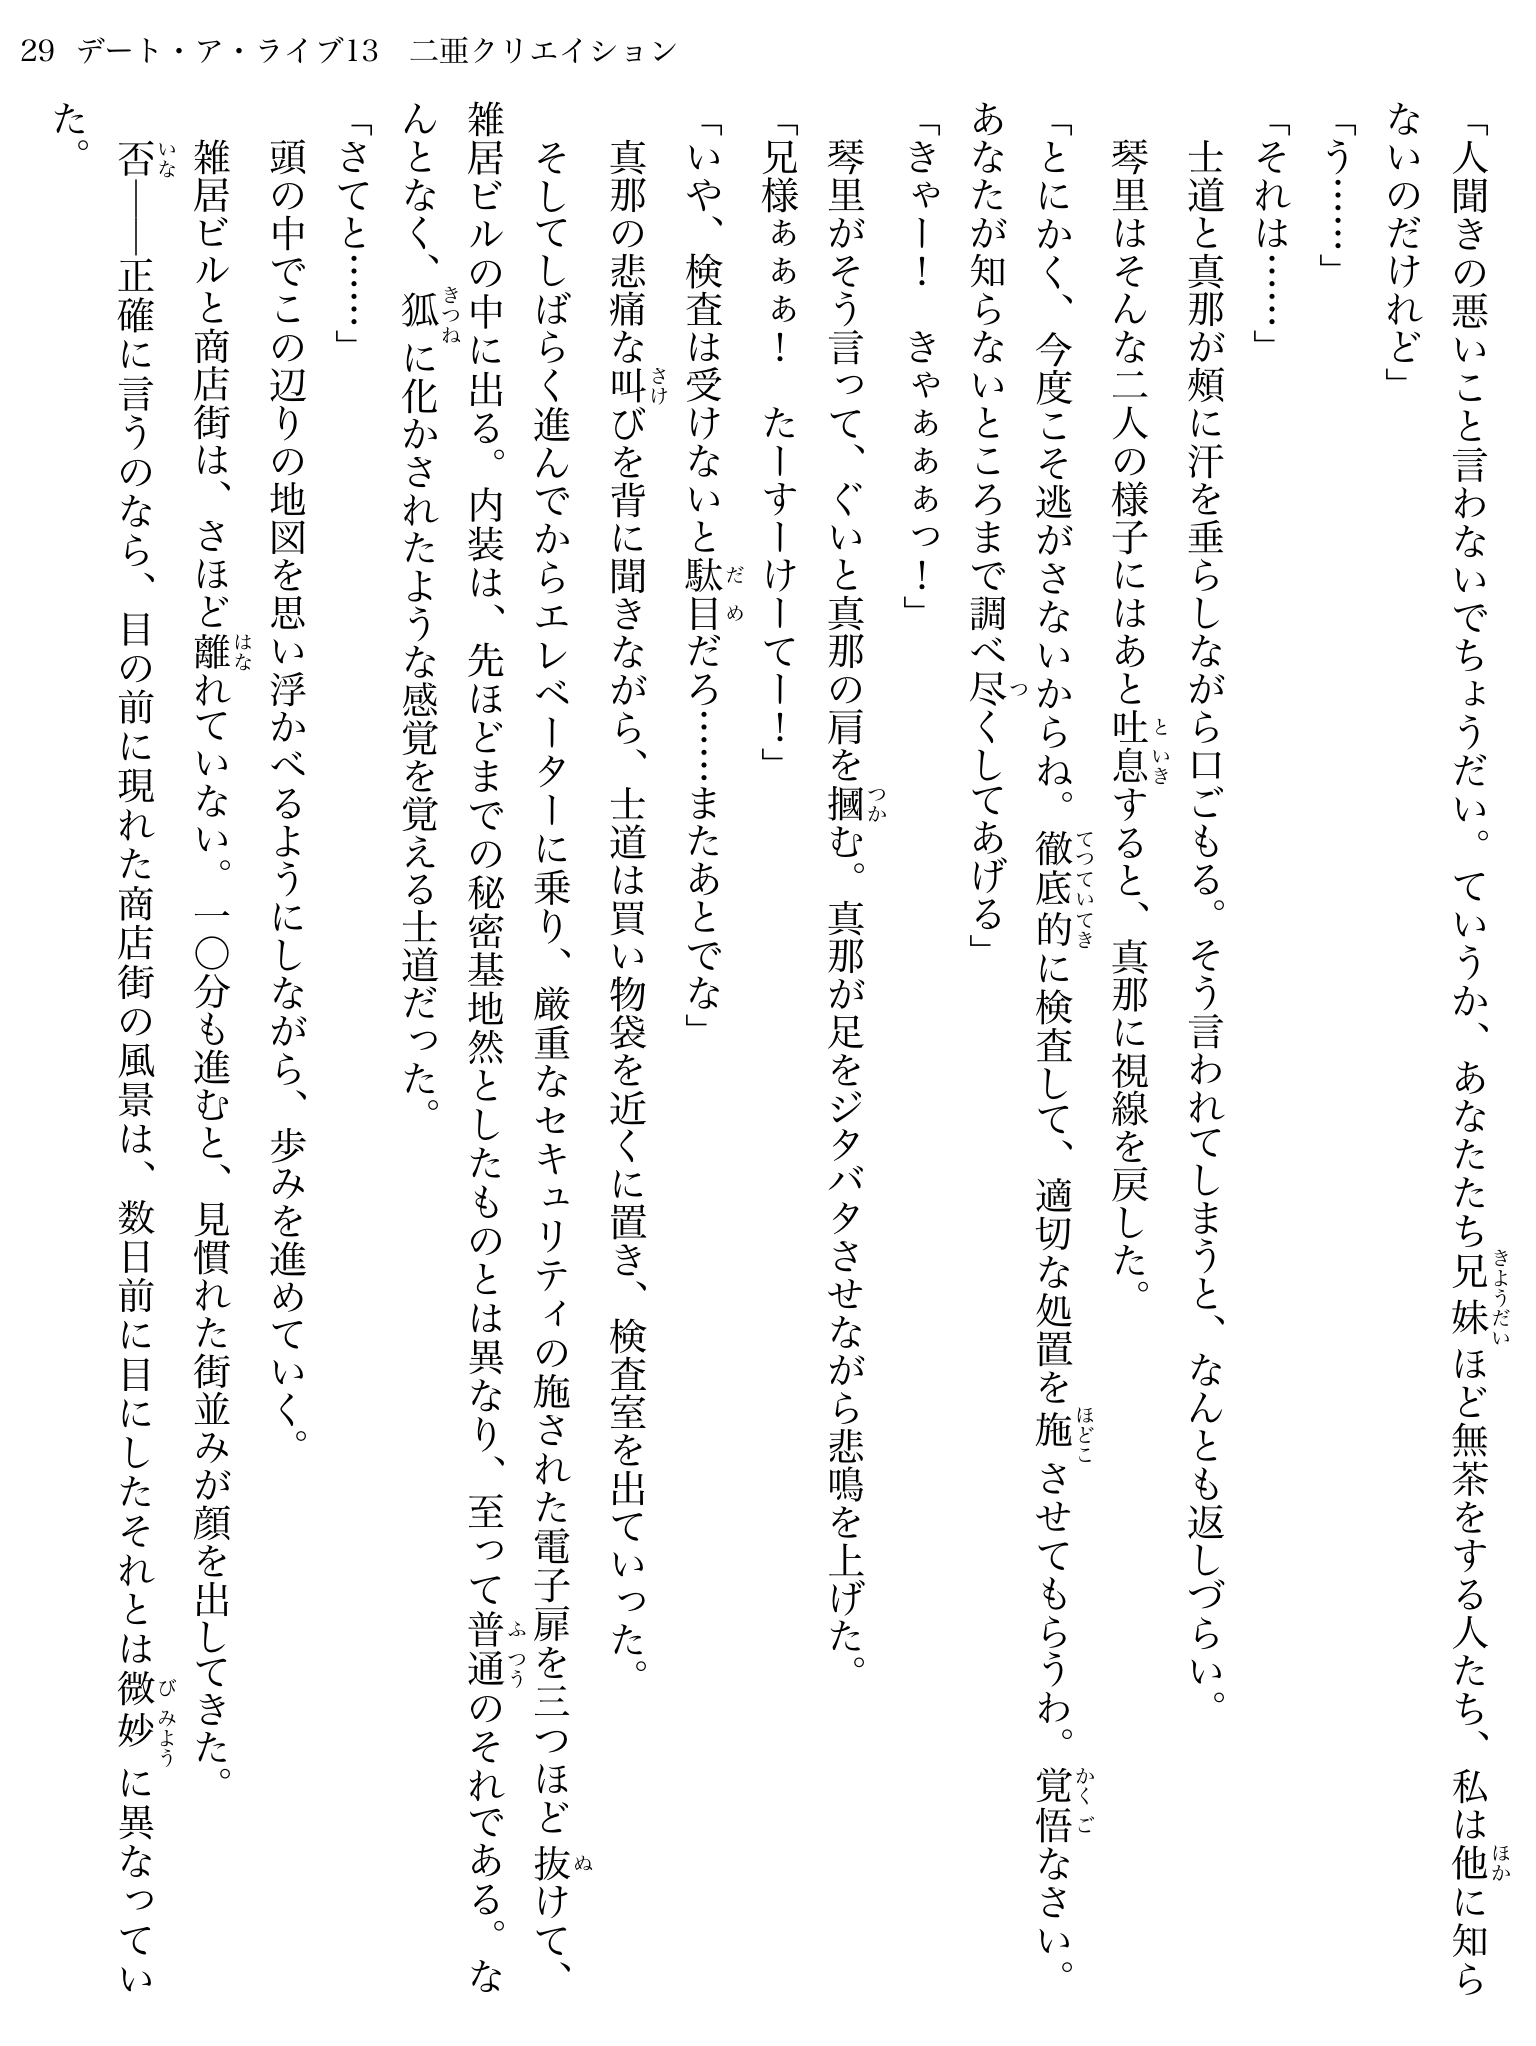 29 デート・ア・ライブ13 二亜クリエイション
「人聞きの悪いこと言わないでちょうだい。ていうか、あなたたち兄妹ほど無茶をする人たち、私は他に知ら
ないのだけれど」
「う……」
「それは……」
士道と真那が頰に汗を垂らしながら口ごもる。そう言われてしまうと、なんとも返しづらい。
琴里はそんな二人の様子にはあと吐息すると、真那に視線を戻した。
「とにかく、今度こそ逃がさないからね。徹底的に検査して、適切な処置を施させてもらうわ。覚悟なさい。
あなたが知らないところまで調べ尽くしてあげる」
「きゃー！　きゃぁぁぁっ！」
琴里がそう言って、ぐいと真那の肩を摑む。真那が足をジタバタさせながら悲鳴を上げた。
「兄様ぁぁぁ！　たーすーけーてー！」
「いや、検査は受けないと駄目だろ……またあとでな」
真那の悲痛な叫びを背に聞きながら、士道は買い物袋を近くに置き、検査室を出ていった。
そしてしばらく進んでからエレベーターに乗り、厳重なセキュリティの施された電子扉を三つほど抜けて、
雑居ビルの中に出る。内装は、先ほどまでの秘密基地然としたものとは異なり、至って普通のそれである。な
んとなく、狐に化かされたような感覚を覚える士道だった。
「さてと……」
頭の中でこの辺りの地図を思い浮かべるようにしながら、歩みを進めていく。
雑居ビルと商店街は、さほど離れていない。一〇分も進むと、見慣れた街並みが顔を出してきた。
否――正確に言うのなら、目の前に現れた商店街の風景は、数日前に目にしたそれとは微妙に異なってい
た。